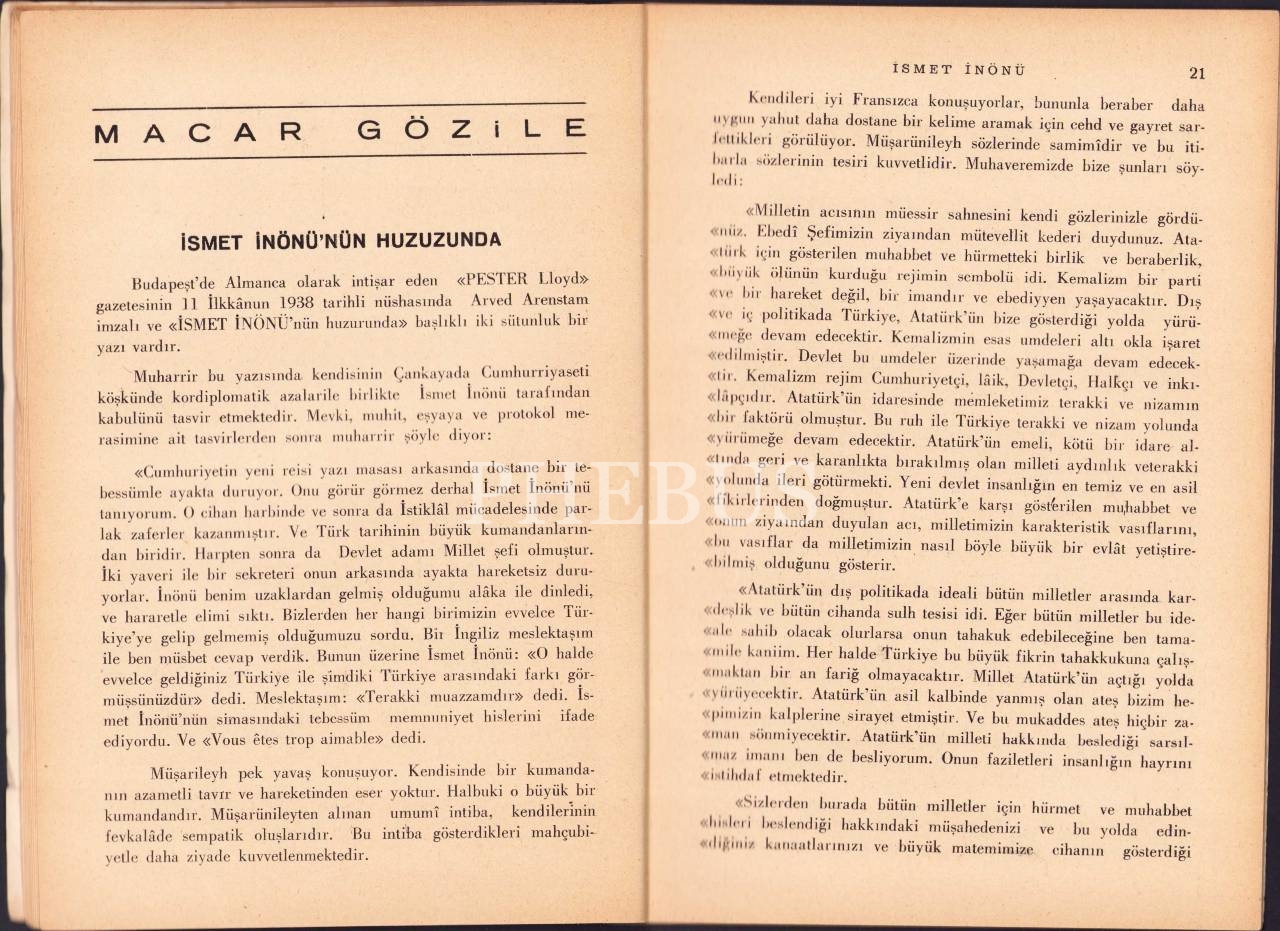 MACAR GÖZiLE
İSMET İNÖNÜ'NÜN HUZUZUNDA
Budapeşt'de Almanca olarak intişar eden «PESTER Lloyd»
gazetesinin 11 İlkkânun 1938 tarihli nüshasında Arved Arenstam
imzalı ve «İSMET İNÖNÜ'nün huzurunda» başlıklı iki sütunluk bir
yazı vardır.
Muharrir bu yazısında kendisinin Çankayada Cumhurriyaseti
köşkünde kordiplomatik azalarile birlikte İsmet İnönü tarafından
kabulünü tasvir etmektedir. Mevki, muhit, eşyaya ve protokol me-
rasimine ait tasvirlerden sonra muharrir şöyle diyor:
«Cumhuriyetin yeni reisi yazı masası arkasında dostane bir te-
bessümle ayakta duruyor. Onu görür görmez derhal İsmet İnönü'nü
tanıyorum. O cihan harbinde ve sonra da İstiklâl mücadelesinde par-
lak zaferler kazanmıştır. Ve Türk tarihinin büyük kumandanların-
dan biridir. Harpten sonra da Devlet adamı Millet şefi olmuştur.
İki yaveri ile bir sekreteri onun arkasında ayakta hareketsiz duru-
yorlar. İnönü benim uzaklardan gelmiş olduğumu alâka ile dinledi,
ve hararetle elimi sıktı. Bizlerden her hangi birimizin evvelce Tür-
kiye'ye gelip gelmemiş olduğumuzu sordu. Bir İngiliz meslektaşım
ile ben müsbet cevap verdik. Bunun üzerine İsmet İnönü: «O halde
evvelce geldiğiniz Türkiye ile şimdiki Türkiye arasındaki farkı gör-
müşsünüzdür» dedi. Meslektaşım: «Terakki muazzamdır» dedi. İs-
met İnönü'nün simasındaki tebessüm memnuniyet hislerini ifade
ediyordu. Ve «Vous êtes trop aimable» dedi.
Müşarileyh pek yavaş konuşuyor. Kendisinde bir kumanda-
nın azametli tavır ve hareketinden eser yoktur. Halbuki o büyük bir
kumandandır. Müşarünileyten alınan umumî intiba, kendilerinin
fevkalâde sempatik oluşlarıdır. Bu intiba gösterdikleri mahçubi-
yetle daha ziyade kuvvetlenmektedir.
İSMET İNÖNÜ 21
Kendileri iyi Fransızca konuşuyorlar, bununla beraber daha
uygun yahut daha dostane bir kelime aramak için cehd ve gayret sar-
fettikleri görülüyor. Müşarünileyh sözlerinde samimîdir ve bu iti-
barla sözlerinin tesiri kuvvetlidir. Muhaveremizde bize şunları söy-
ledi:
«Milletin acısının müessir sahnesini kendi gözlerinizle gördü-
«nüz. Ebedî Şefimizin ziyaından mütevellit kederi duydunuz. Ata-
«türk için gösterilen muhabbet ve hürmetteki birlik ve beraberlik,
«büyük ölünün kurduğu rejimin sembolü idi. Kemalizm bir parti
«ve bir hareket değil, bir imandır ve ebediyyen yaşayacaktır. Dış
«ve iç politikada Türkiye, Atatürk'ün bize gösterdiği yolda yürü-
«meğe devam edecektir. Kemalizmin esas umdeleri altı okla işaret
«edilmiştir. Devlet bu umdeler üzerinde yaşamağa devam edecek-
«tir. Kemalizm rejim Cumhuriyetçi, lâik, Devletçi, Halkçı ve inkı-
«lâpçıdır. Atatürk'ün idaresinde memleketimiz terakki ve nizamın
«bir faktörü olmuştur. Bu ruh ile Türkiye terakki ve nizam yolunda
«yürümeğe devam edecektir. Atatürk'ün emeli, kötü bir idare al-
«tında geri ve karanlıkta bırakılmış olan milleti aydınlık veterakki
«yolunda ileri götürmekti. Yeni devlet insanlığın en temiz ve en asil
«fikirlerinden doğmuştur. Atatürk'e karşı gösterilen muhabbet ve
«onun ziyaından duyulan acı, milletimizin karakteristik vasıflarını,
«bu vasıflar da milletimizin nasıl böyle büyük bir evlât yetiştire-
«bilmiş olduğunu gösterir.
«Atatürk'ün dış politikada ideali bütün milletler arasında kar-
«deşlik ve bütün cihanda sulh tesisi idi. Eğer bütün milletler bu ide-
«ale sahib olacak olurlarsa onun tahakuk edebileceğine ben tama-
«mile kaniim. Her halde Türkiye bu büyük fikrin tahakkukuna çalış-
«maktan bir an fariğ olmayacaktır. Millet Atatürk'ün açtığı yolda
«yürüyecektir. Atatürk'ün asil kalbinde yanmış olan ateş bizim he-
«pimizin kalplerine sirayet etmiştir. Ve bu mukaddes ateş hiçbir za-
«man sönmiyecektir. Atatürk'ün milleti hakkında beslediği sarsıl-
«maz imanı ben de besliyorum. Onun faziletleri insanlığın hayrını
«istihdaf etmektedir.
«Sizlerden burada bütün milletler için hürmet ve muhabbet
«hisleri beslendiği hakkındaki müşahedenizi ve bu yolda edin-
«diğiniz kanaatlarınızı ve büyük matemimize cihanın gösterdiği
PHEBUS